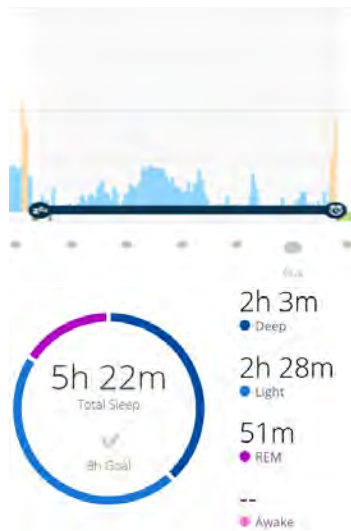 5h 22m
Total Sleep
8h Goal
2h 3m
Deep
2h 28m
Light
51m
REM
--
Awake